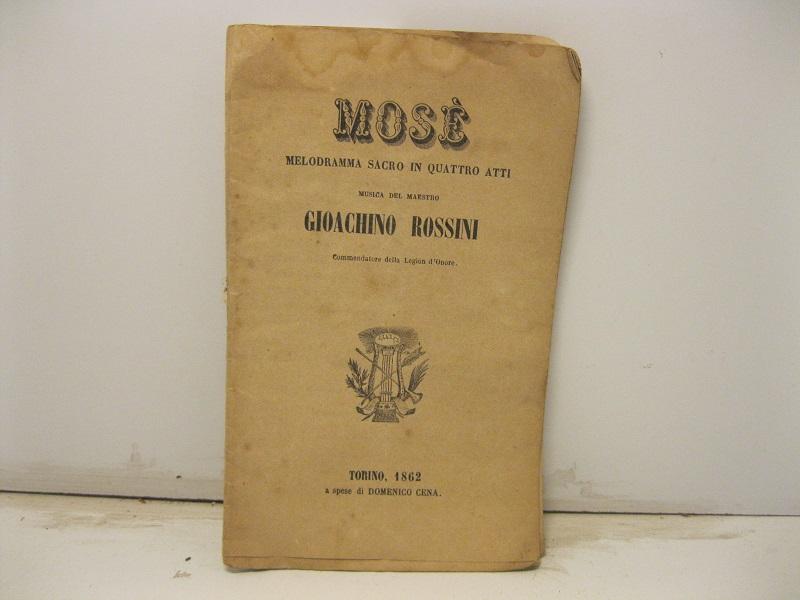 MOSÈ
MELODRAMMA SACRO IN QUATTRO ATTI
MUSICA DEL MAESTRO
GIOACHINO ROSSINI
Commendatore della Legion d'Onore.
TORINO, 1862
a spese di DOMENICO CENA.